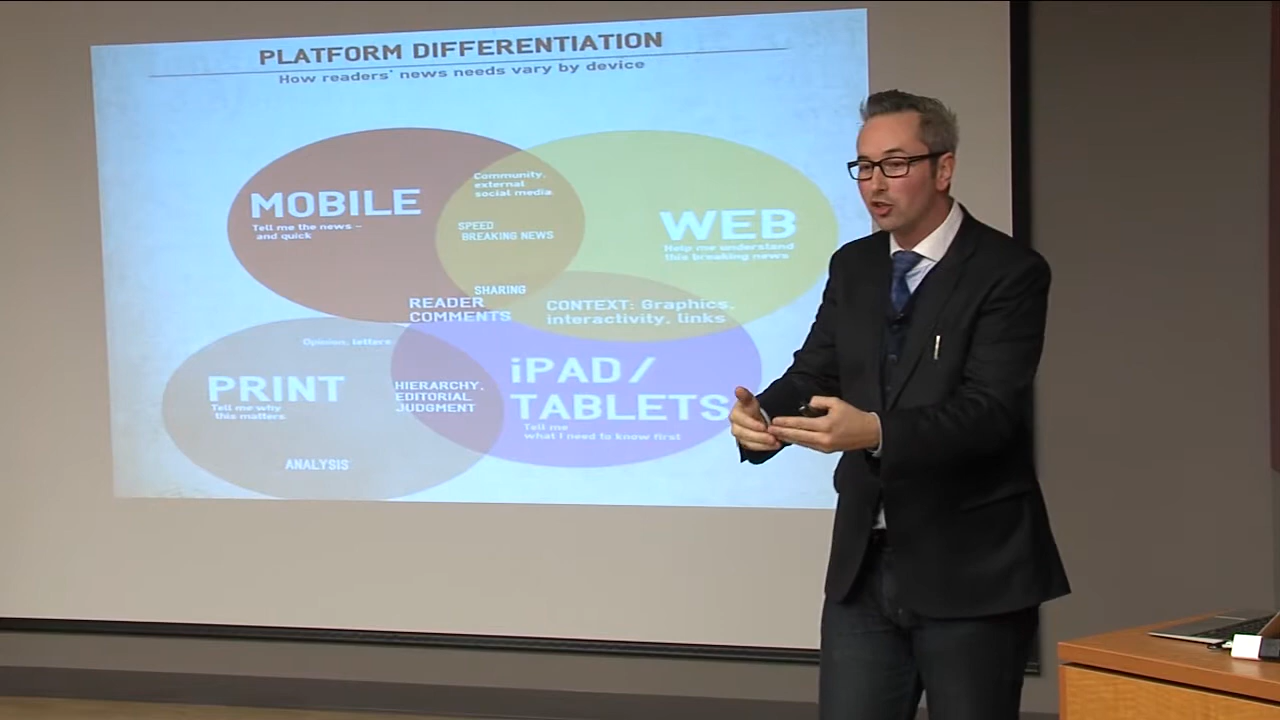 PLATFORM DIFFERENTIATION
How readers' news needs vary by device
MOBILE
Tell me the news –
and quick
Community,
external
social media
SPEED
BREAKING NEWS
WEB
Help me understand
this breaking news
SHARING
READER
COMMENTS
CONTEXT: Graphics,
interactivity, links
Opinion, letters
PRINT
Tell me why
this matters
HIERARCHY,
EDITORIAL
JUDGMENT
iPAD/
TABLETS
Tell me
what I need to know first
ANALYSIS